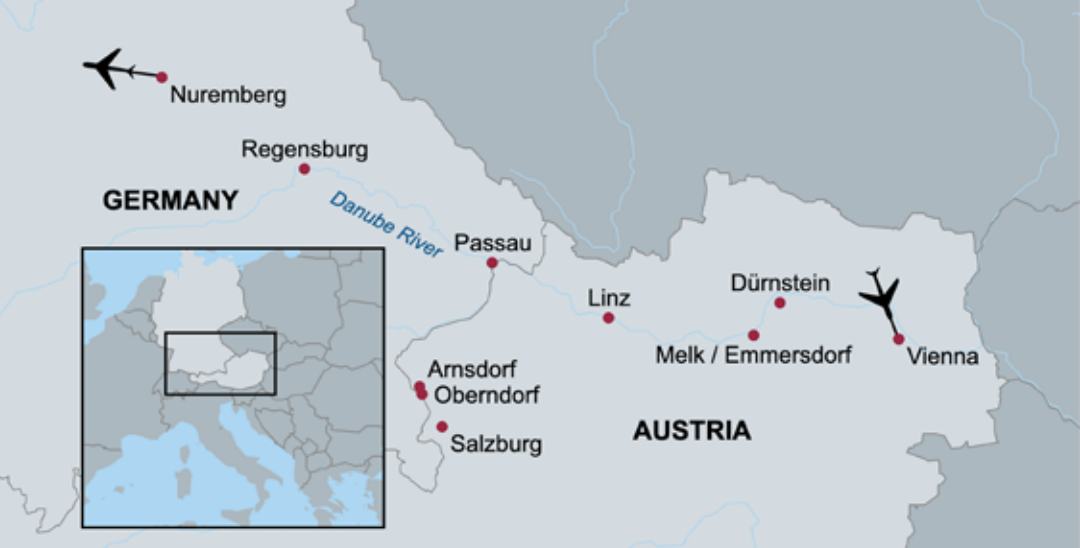 Nuremberg
Regensburg
GERMANY
Danube River
Passau
Linz
Dürnstein
Melk / Emmersdorf
Vienna
Arnsdorf
Oberndorf
AUSTRIA
Salzburg